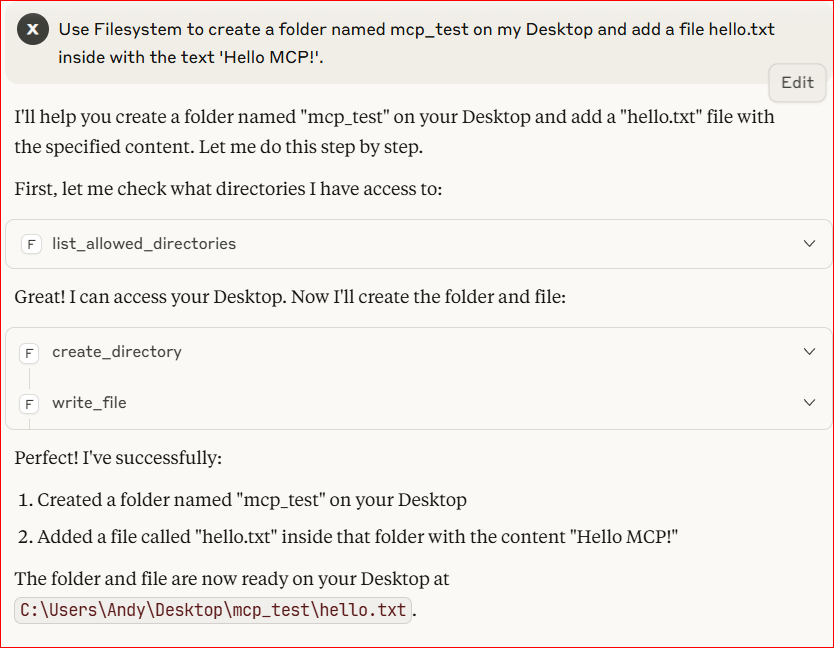 X
Use Filesystem to create a folder named mcp_test on my Desktop and add a file hello.txt
inside with the text 'Hello MCP!'.
Edit
I'll help you create a folder named "mcp_test" on your Desktop and add a "hello.txt" file with
the specified content. Let me do this step by step.
First, let me check what directories I have access to:
F list_allowed_directories
Great! I can access your Desktop. Now I'll create the folder and file:
F create_directory
F write_file
Perfect! I've successfully:
1. Created a folder named "mcp_test" on your Desktop
2. Added a file called "hello.txt" inside that folder with the content "Hello MCP!"
The folder and file are now ready on your Desktop at
C:\Users\Andy\Desktop\mcp_test\hello.txt.